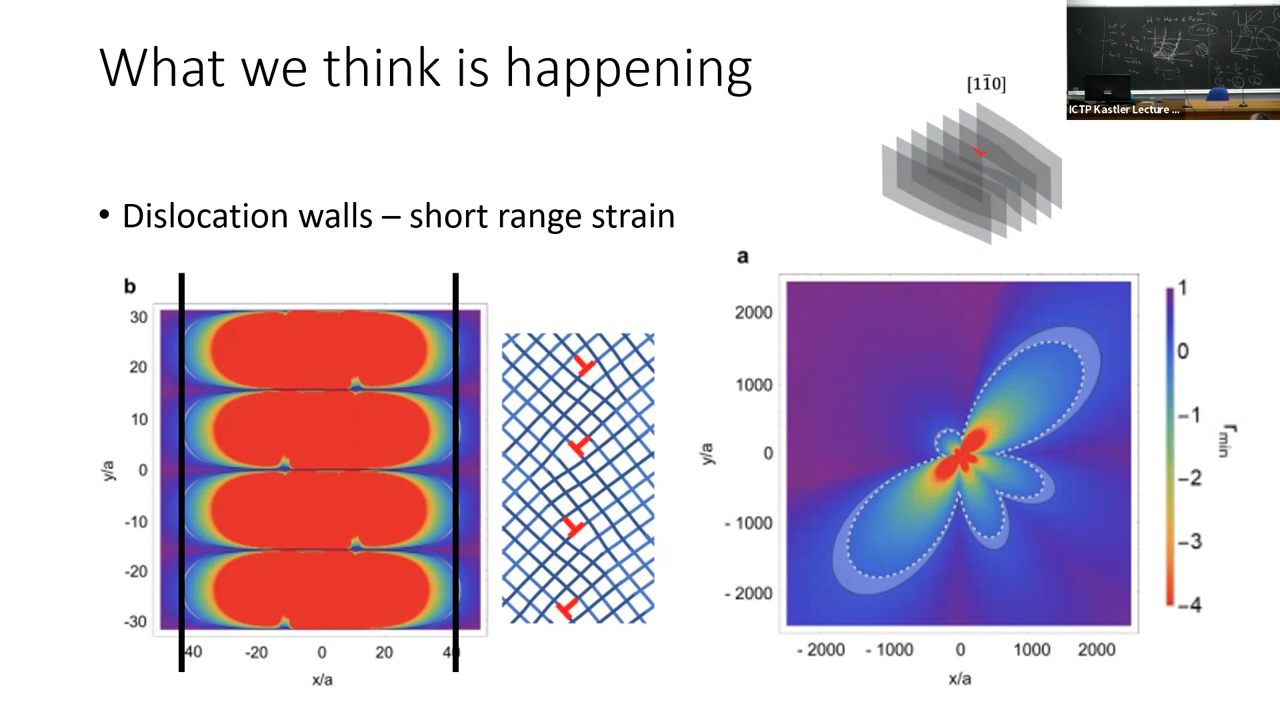 What we think is happening
[11̄0]
ICTP Kastler Lecture ...
• Dislocation walls – short range strain
b
30
20
10
0
-10
-20
-30
y/a
40
-20
0
20
40
x/a
a
2000
1000
0
- 1000
- 2000
y/a
- 2000
- 1000
0
1000
2000
x/a
1
0
−1
−2
−3
−4
rmin